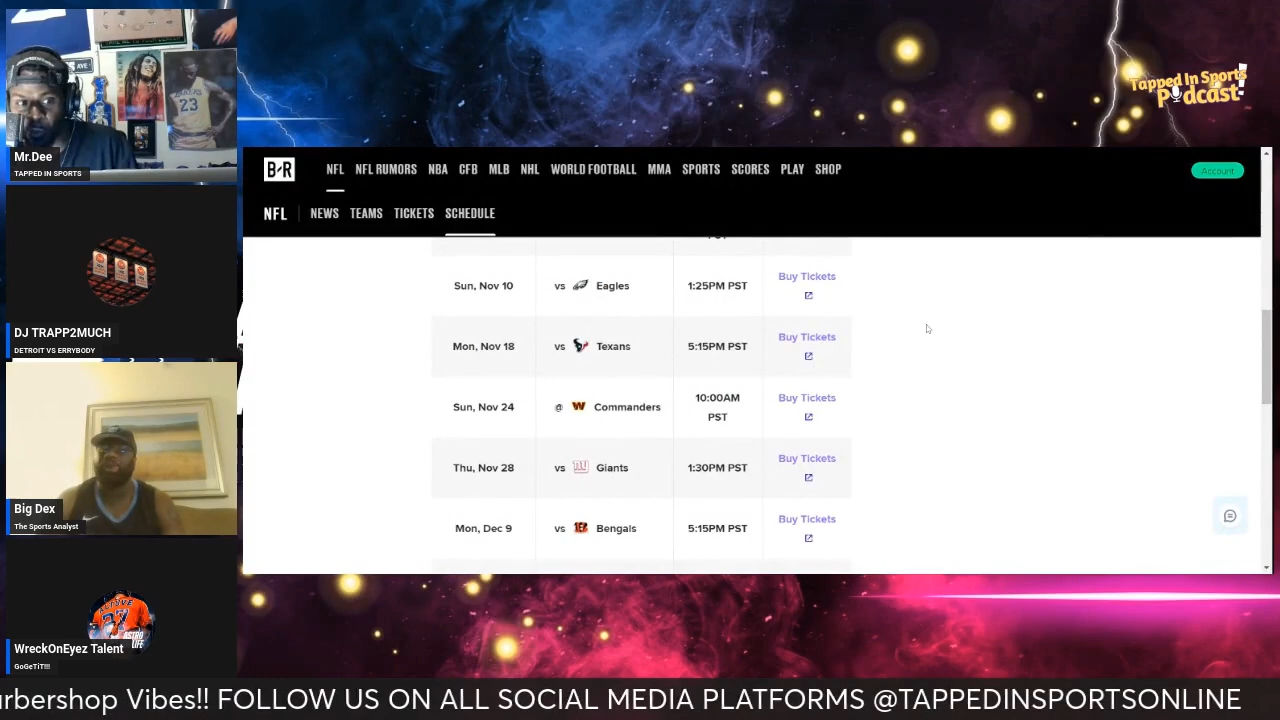 Mr.Dee
TAPPED IN SPORTS
DJ TRAPP2MUCH
DETROIT VS ERRYBODY
Big Dex
The Sports Analyst
WreckOnEyez Talent
GoGeTiT!!!
AVE
LAKERS
23
ALTUVE
27
Tapped In Sports
Podcast!
B/R NFL NFL RUMORS NBA CFB MLB NHL WORLD FOOTBALL MMA SPORTS SCORES PLAY SHOP Account
NFL NEWS TEAMS TICKETS SCHEDULE
Sun, Nov 10 vs Eagles 1:25PM PST Buy Tickets
Mon, Nov 18 vs Texans 5:15PM PST Buy Tickets
Sun, Nov 24 @ W Commanders 10:00AM PST Buy Tickets
Thu, Nov 28 vs Giants 1:30PM PST Buy Tickets
Mon, Dec 9 vs Bengals 5:15PM PST Buy Tickets
rbershop Vibes!! FOLLOW US ON ALL SOCIAL MEDIA PLATFORMS @TAPPEDINSPORTSONLINE